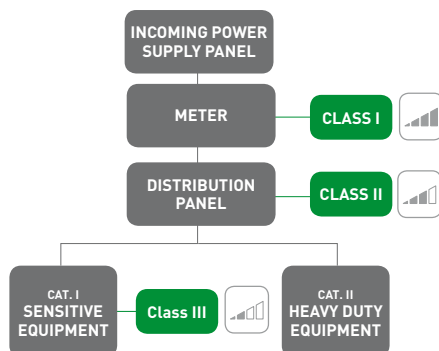 INCOMING POWER
SUPPLY PANEL
METER
CLASS I
DISTRIBUTION
PANEL
CLASS II
CAT. I
SENSITIVE
EQUIPMENT
Class III
CAT. II
HEAVY DUTY
EQUIPMENT